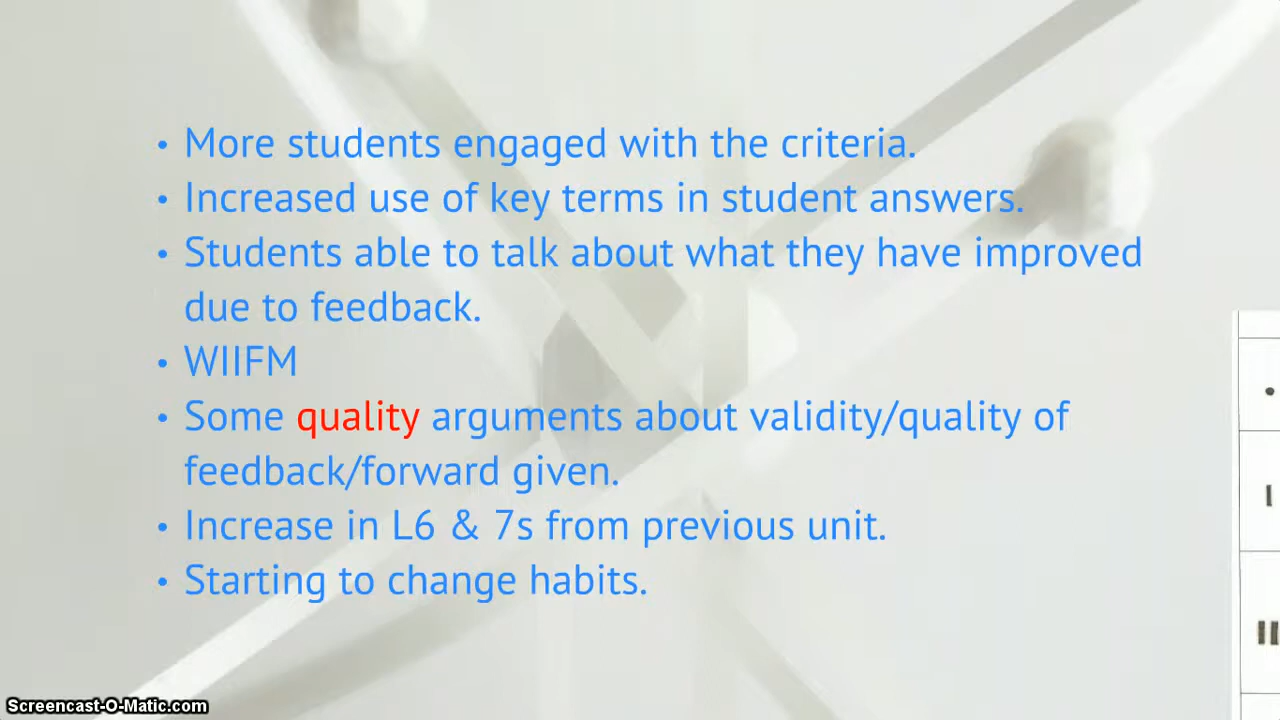 • More students engaged with the criteria.
• Increased use of key terms in student answers.
• Students able to talk about what they have improved
due to feedback.
• WIIFM
• Some quality arguments about validity/quality of
feedback/forward given.
• Increase in L6 & 7s from previous unit.
• Starting to change habits.
•
I
II
Screencast-O-Matic.com